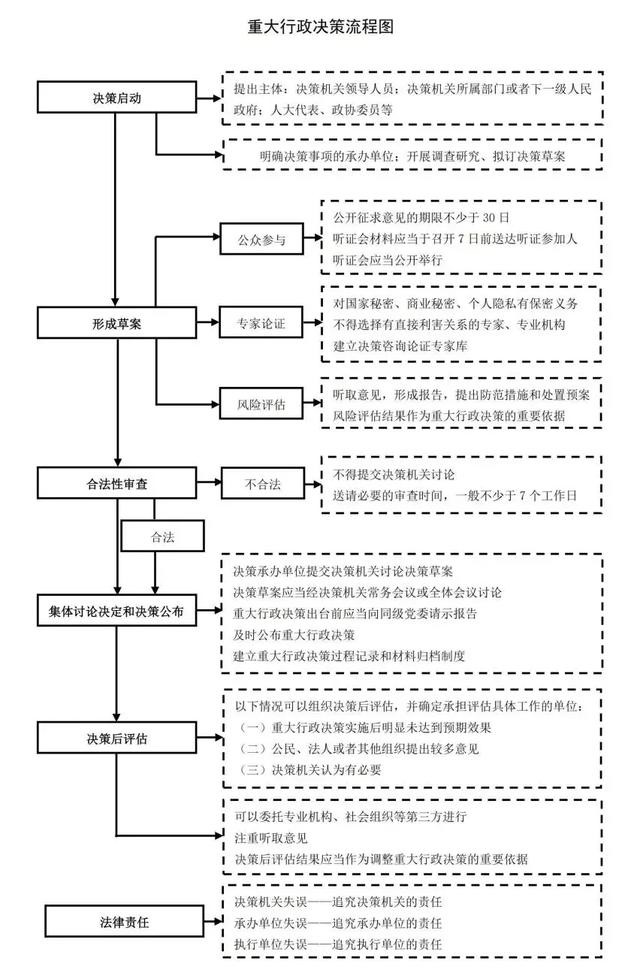 重大行政决策流程图
决策启动
提出主体：决策机关领导人员；决策机关所属部门或者下一级人民
政府；人大代表、政协委员等
明确决策事项的承办单位；开展调查研究、拟订决策草案
公众参与
公开征求意见的期限不少于 30 日
听证会材料应当于召开 7 日前送达听证参加人
听证会应当公开举行
形成草案
专家论证
对国家秘密、商业秘密、个人隐私有保密义务
不得选择有直接利害关系的专家、专业机构
建立决策咨询论证专家库
风险评估
听取意见，形成报告，提出防范措施和处置预案
风险评估结果作为重大行政决策的重要依据
合法性审查
不合法
不得提交决策机关讨论
送请必要的审查时间，一般不少于 7 个工作日
合法
集体讨论决定和决策公布
决策承办单位提交决策机关讨论决策草案
决策草案应当经决策机关常务会议或全体会议讨论
重大行政决策出台前应当向同级党委请示报告
及时公布重大行政决策
建立重大行政决策过程记录和材料归档制度
决策后评估
以下情况可以组织决策后评估，并确定承担评估具体工作的单位：
（一）重大行政决策实施后明显未达到预期效果
（二）公民、法人或者其他组织提出较多意见
（三）决策机关认为有必要
可以委托专业机构、社会组织等第三方进行
注重听取意见
决策后评估结果应当作为调整重大行政决策的重要依据
法律责任
决策机关失误——追究决策机关的责任
承办单位失误——追究承办单位的责任
执行单位失误——追究执行单位的责任